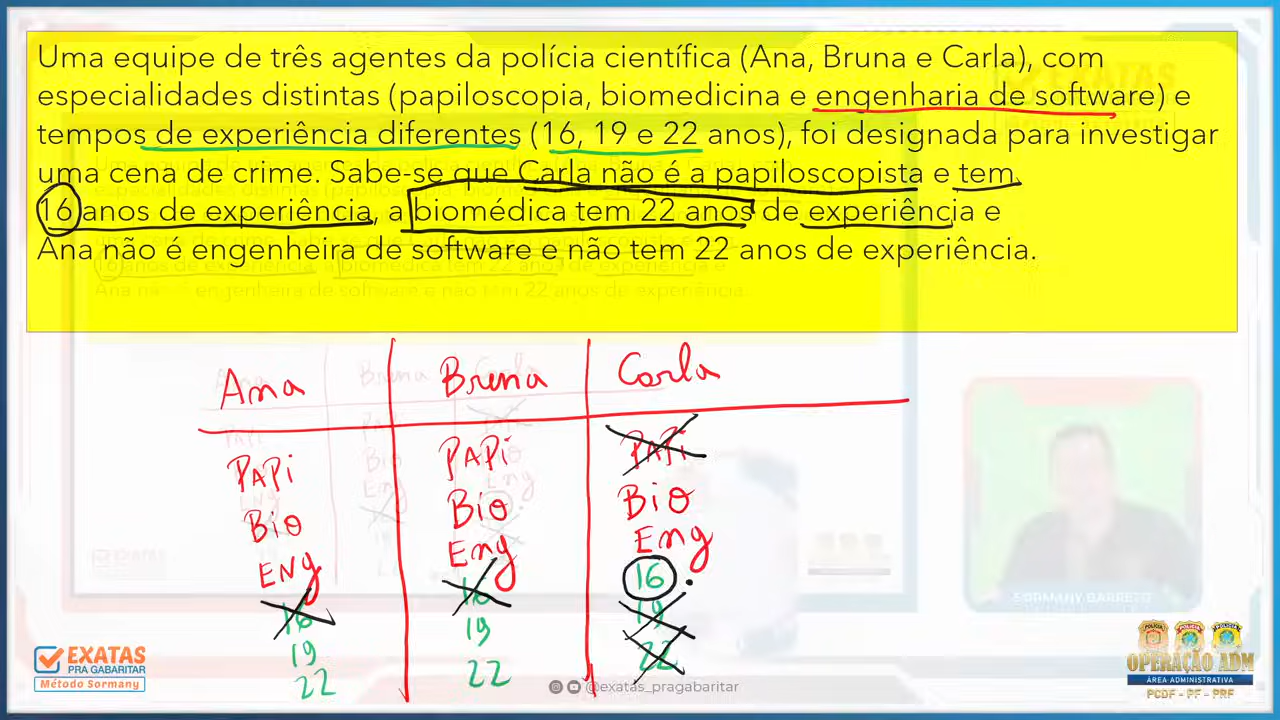 Uma equipe de três agentes da polícia científica (Ana, Bruna e Carla), com
especialidades distintas (papiloscopia, biomedicina e engenharia de software) e
tempos de experiência diferentes (16, 19 e 22 anos), foi designada para investigar
uma cena de crime. Sabe-se que Carla não é a papiloscopista e tem
16 anos de experiência, a biomédica tem 22 anos de experiência e
Ana não é engenheira de software e não tem 22 anos de experiência.
Ana Bruna Carla
PAPi PAPi PAPi
Bio Bio Bio
ENg Eng Eng
16 16 16
19 19 19
22 22 22
SORMANY BARRETO
EXATAS
PRA GABARITAR
Método Sormany
@exatas_pragabaritar
OPERAÇÃO ADM
ÁREA ADMINISTRATIVA
PCDF - PF - PRF